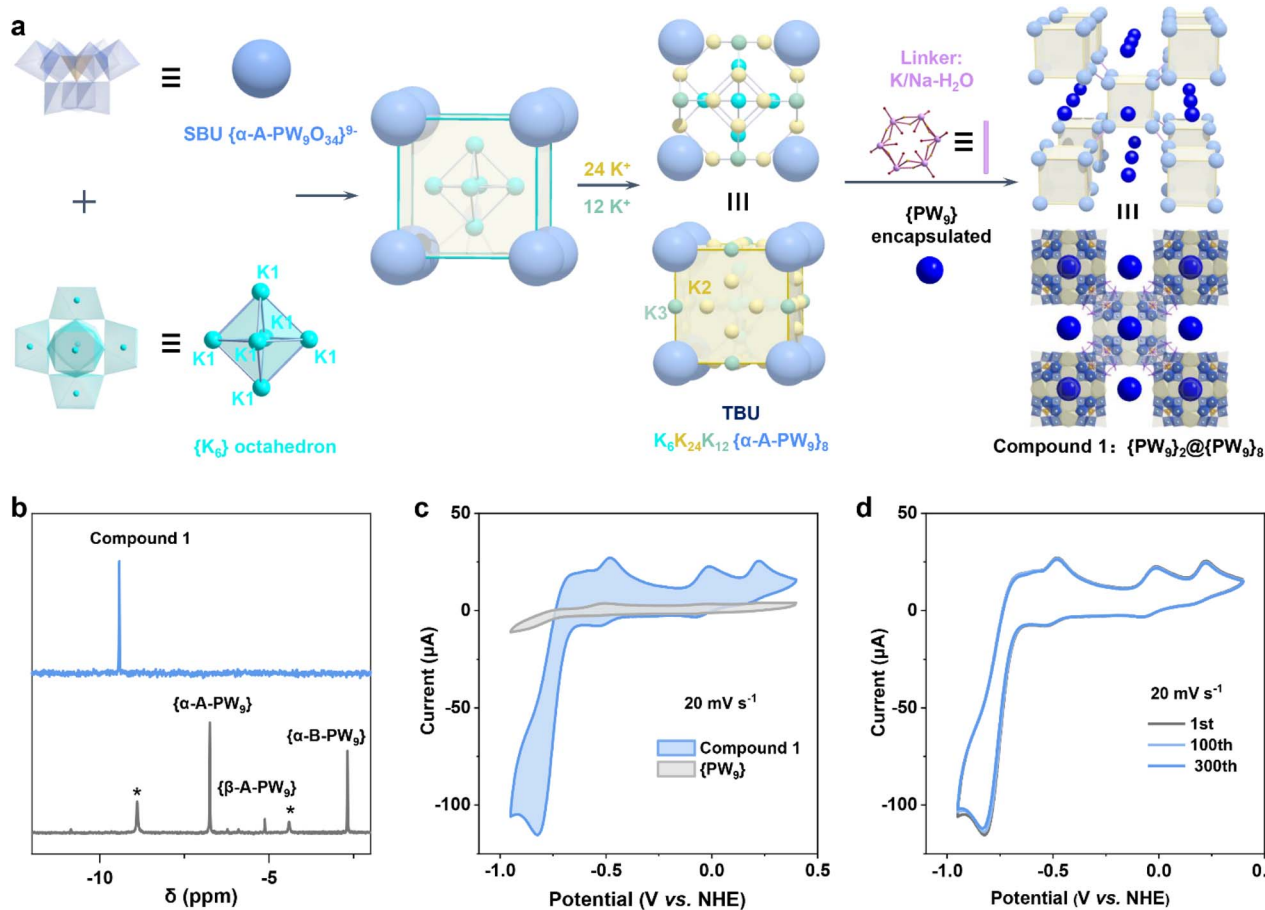 a
≡
SBU {α-A-PW₉O₃₄}⁹⁻
+
≡
K1
K1
K1
K1
K1
K1
{K₆} octahedron
24 K⁺
12 K⁺
≡
K2
K3
TBU
K₆K₂₄K₁₂{α-A-PW₉}₈
Linker:
K/Na-H₂O
≡
{PW₉}
encapsulated
≡
Compound 1: {PW₉}₂@{PW₉}₈
b
Compound 1
{α-A-PW₉}
{α-B-PW₉}
{β-A-PW₉}
*
*
-10
-5
δ (ppm)
c
50
0
-50
-100
Current (µA)
20 mV s⁻¹
Compound 1
{PW₉}
-1.0
-0.5
0.0
0.5
Potential (V vs. NHE)
d
50
0
-50
-100
Current (µA)
20 mV s⁻¹
1st
100th
300th
-1.0
-0.5
0.0
0.5
Potential (V vs. NHE)